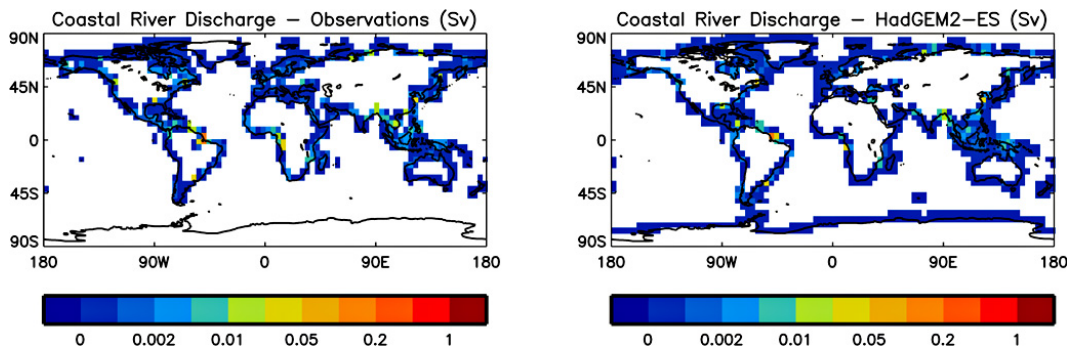 Coastal River Discharge − Observations (Sv)
90N
45N
0
45S
90S
180 90W 0 90E 180
0 0.002 0.01 0.05 0.2 1
Coastal River Discharge − HadGEM2−ES (Sv)
90N
45N
0
45S
90S
180 90W 0 90E 180
0 0.002 0.01 0.05 0.2 1